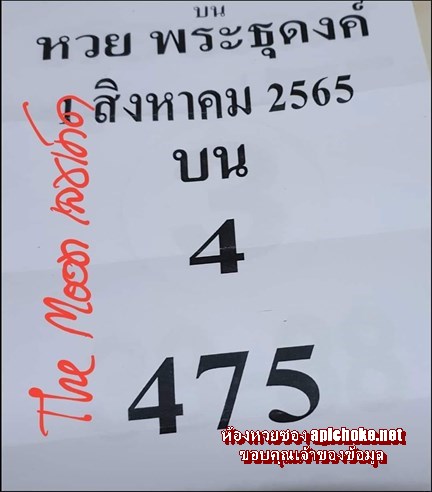 บน
หวย พระธุดงค์
1 สิงหาคม 2565
บน
4
475
The Moon
ห้องหวยซอง apichoke.net
ขอบคุณเจ้าของข้อมูล